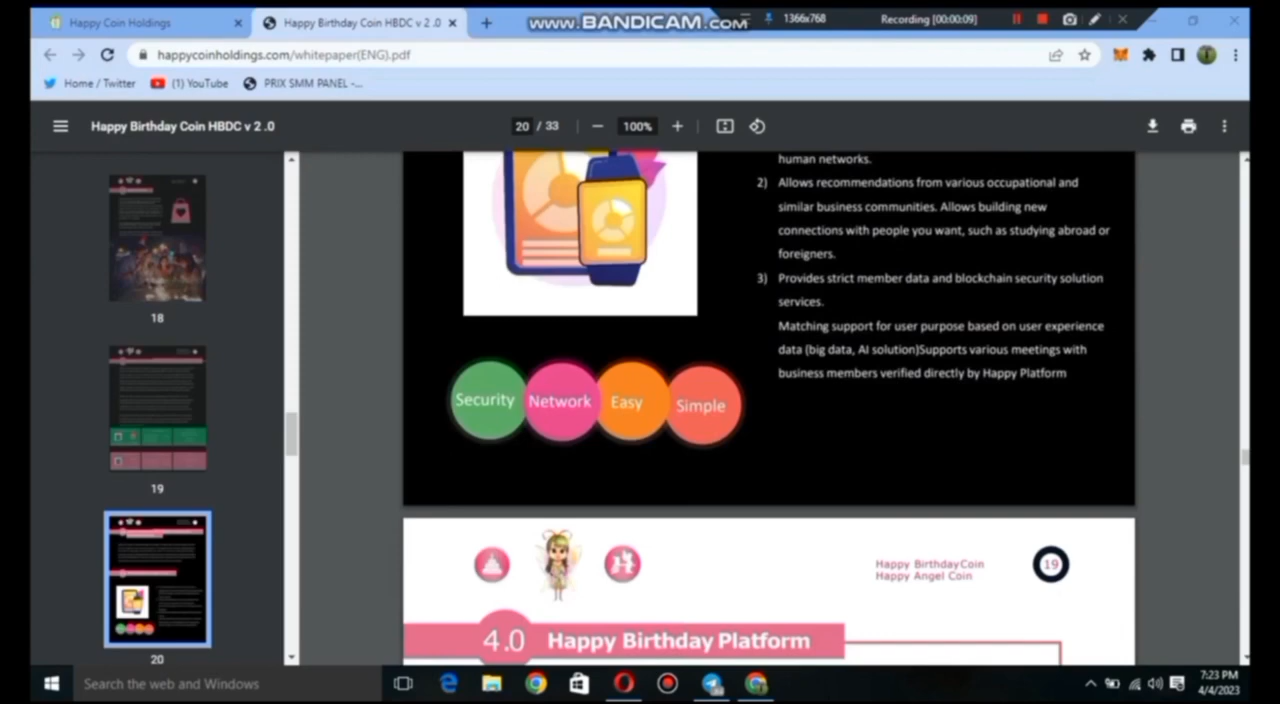 Happy Coin Holdings
Happy Birthday Coin HBDC v 2 .0
www.BANDICAM.com
1366x768
Recording [00:00:09]
happycoinholdings.com/whitepaper(ENG).pdf
Home / Twitter
(1) YouTube
PRIX SMM PANEL -...
Happy Birthday Coin HBDC v 2 .0
20 / 33
100%
18
19
20
human networks.
2) Allows recommendations from various occupational and
similar business communities. Allows building new
connections with people you want, such as studying abroad or
foreigners.
3) Provides strict member data and blockchain security solution
services.
Matching support for user purpose based on user experience
data (big data, AI solution)Supports various meetings with
business members verified directly by Happy Platform
Security
Network
Easy
Simple
Happy BirthdayCoin
Happy Angel Coin
19
4.0 Happy Birthday Platform
Search the web and Windows
7:23 PM
4/4/2023